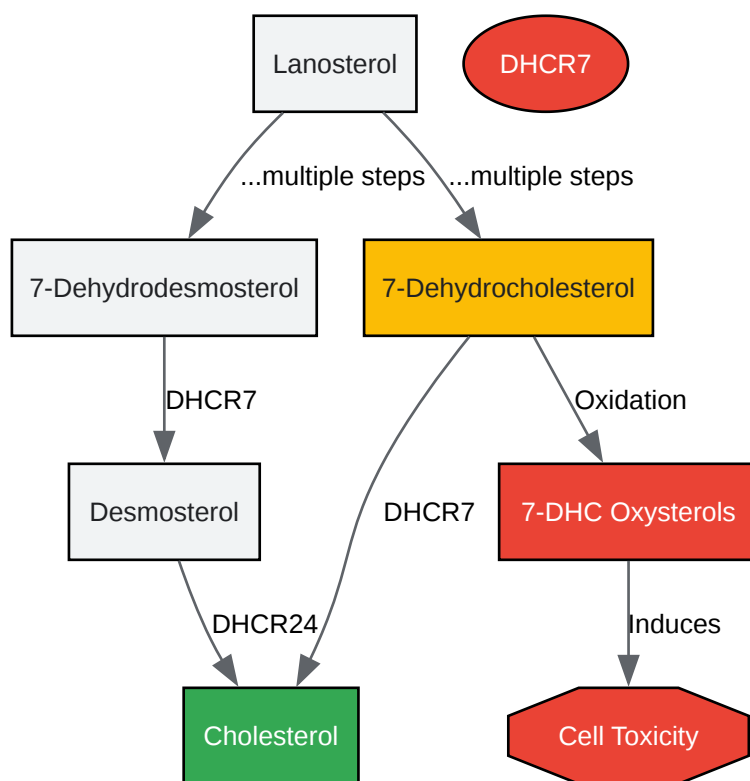 Lanosterol
DHCR7
...multiple steps
...multiple steps
7-Dehydrodesmosterol
7-Dehydrocholesterol
DHCR7
Oxidation
Desmosterol
DHCR7
7-DHC Oxysterols
DHCR24
Induces
Cholesterol
Cell Toxicity